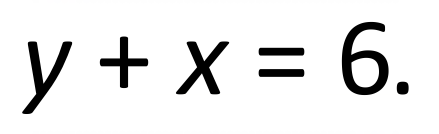 y + x = 6.